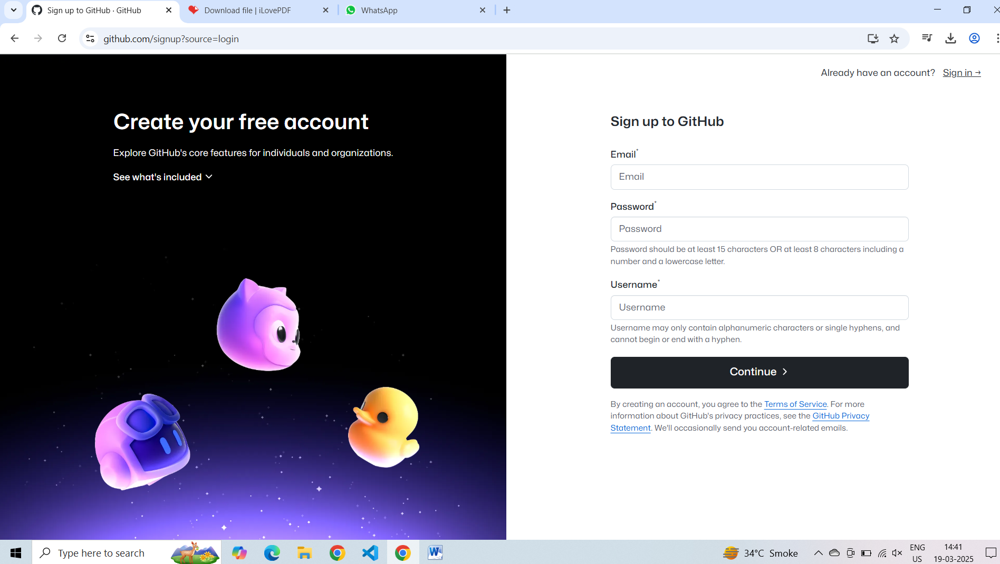 Sign up to GitHub · GitHub
Download file | iLovePDF
WhatsApp
github.com/signup?source=login
Already have an account? Sign in →
Create your free account
Explore GitHub's core features for individuals and organizations.
See what's included
Sign up to GitHub
Email*
Email
Password*
Password
Password should be at least 15 characters OR at least 8 characters including a
number and a lowercase letter.
Username*
Username
Username may only contain alphanumeric characters or single hyphens, and
cannot begin or end with a hyphen.
Continue
By creating an account, you agree to the Terms of Service. For more
information about GitHub's privacy practices, see the GitHub Privacy
Statement. We'll occasionally send you account-related emails.
Type here to search
W
34°C Smoke
ENG
US
14:41
19-03-2025